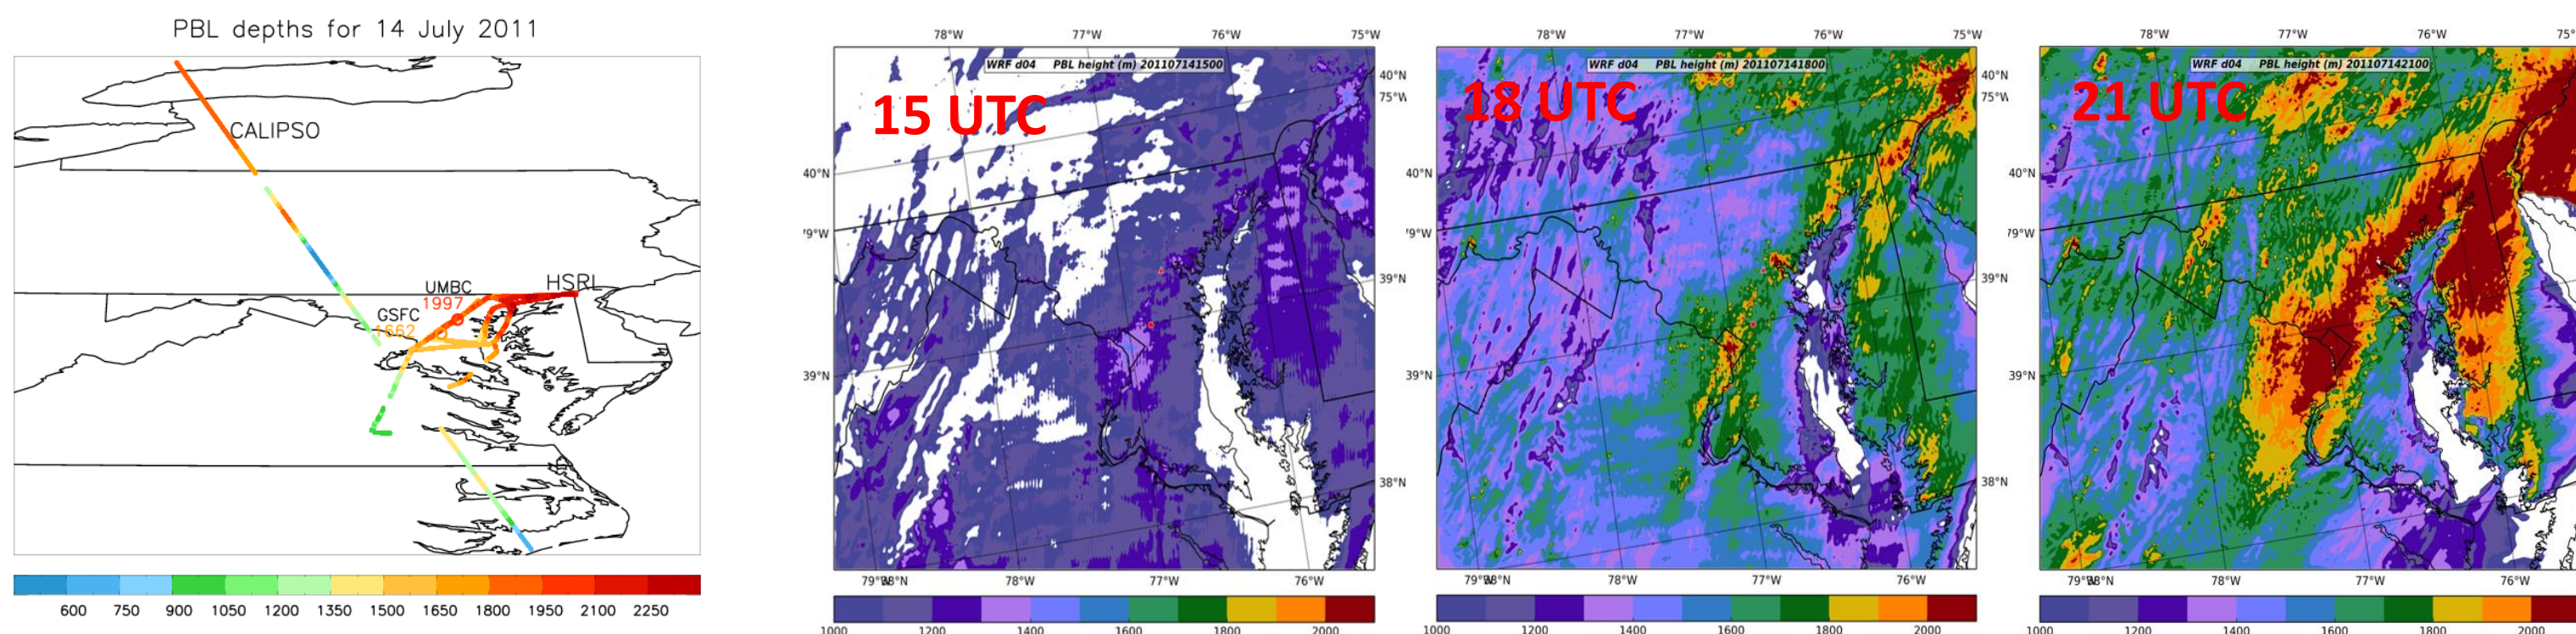 PBL depths for 14 July 2011
CALIPSO
UMBC
1997
HSRL
GSFC
1662
600 750 900 1050 1200 1350 1500 1650 1800 1950 2100 2250
78°W 77°W 76°W 75°W
WRF d04 PBL height (m) 201107141500
15 UTC
40°N
75°W
40°N
79°W
39°N
39°N
38°N
79°W 78°W 77°W 76°W
1000 1200 1400 1600 1800 2000
78°W 77°W 76°W 75°W
WRF d04 PBL height (m) 201107141800
18 UTC
40°N
75°W
40°N
79°W
39°N
39°N
38°N
79°W 78°W 77°W 76°W
1000 1200 1400 1600 1800 2000
78°W 77°W 76°W 75°
WRF d04 PBL height (m) 201107142100
21 UTC
40°N
79°W
39°N
79°W 78°W 77°W 76°W
1000 1200 1400 1600 1800 2000